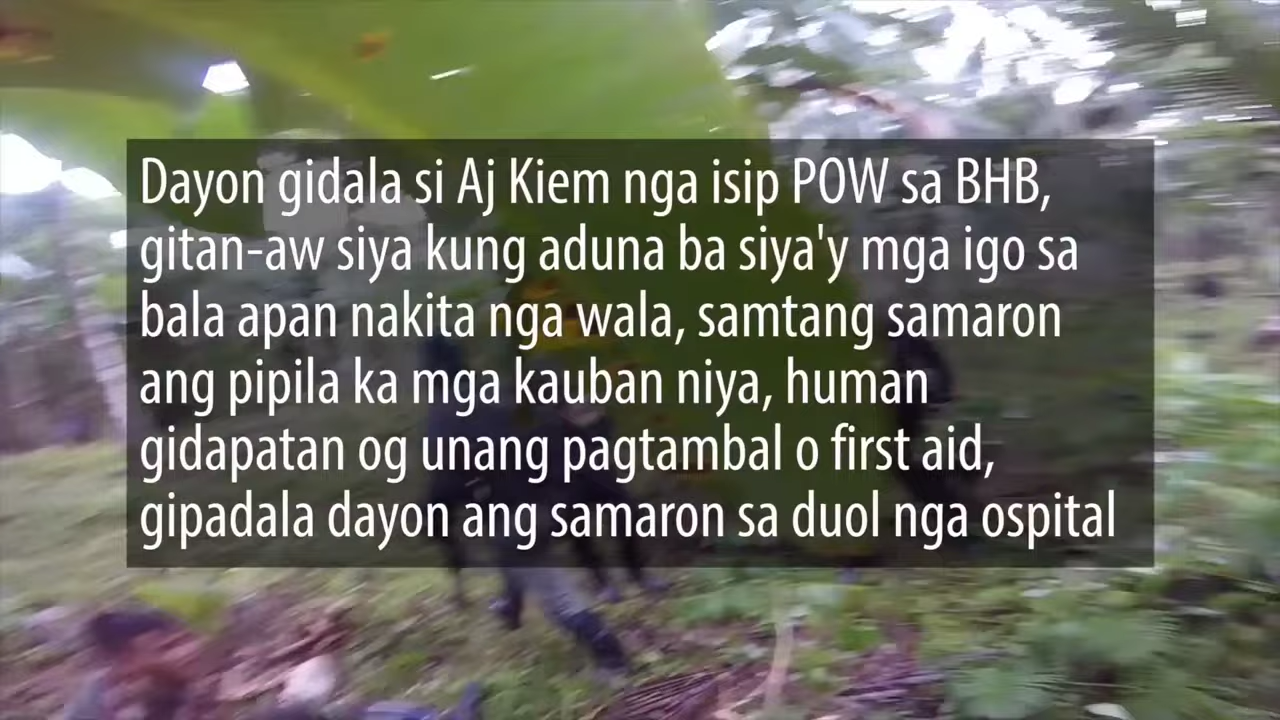 Dayon gidala si Aj Kiem nga isip POW sa BHB,
gitan-aw siya kung aduna ba siya'y mga igo sa
bala apan nakita nga wala, samtang samaron
ang pipila ka mga kauban niya, human
gidapatan og unang pagtambal o first aid,
gipadala dayon ang samaron sa duol nga ospital